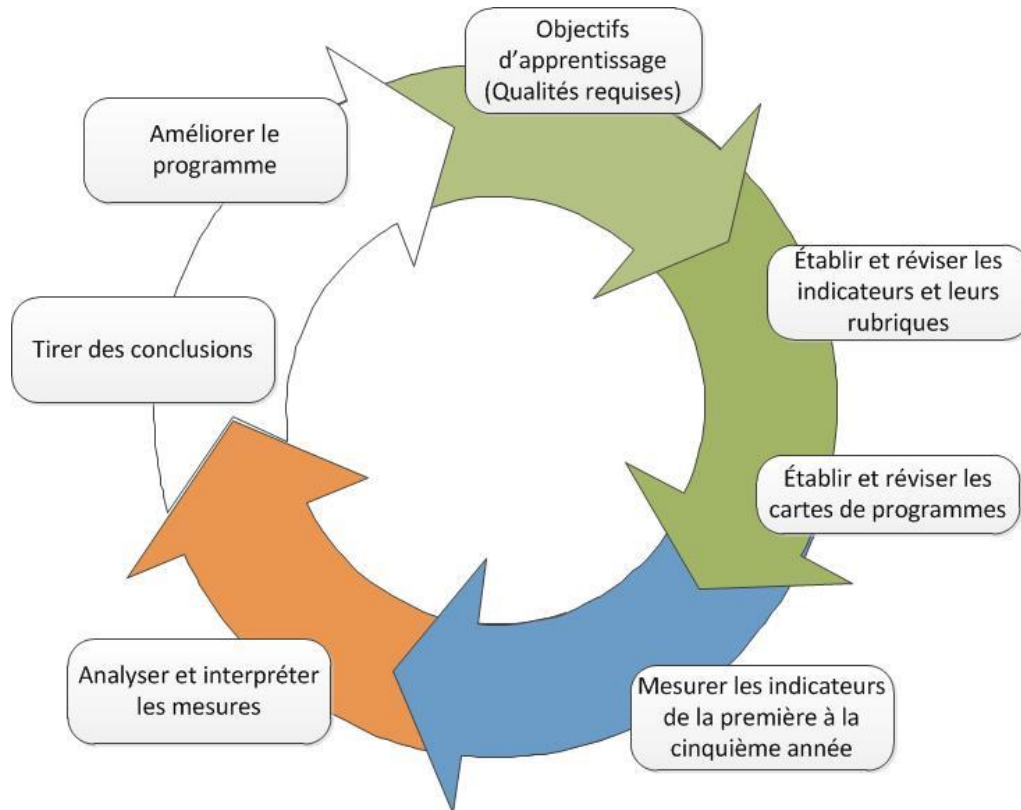 Objectifs
d’apprentissage
(Qualités requises)
Établir et réviser les
indicateurs et leurs
rubriques
Établir et réviser les
cartes de programmes
Mesurer les indicateurs
de la première à la
cinquième année
Analyser et interpréter
les mesures
Tirer des conclusions
Améliorer le
programme